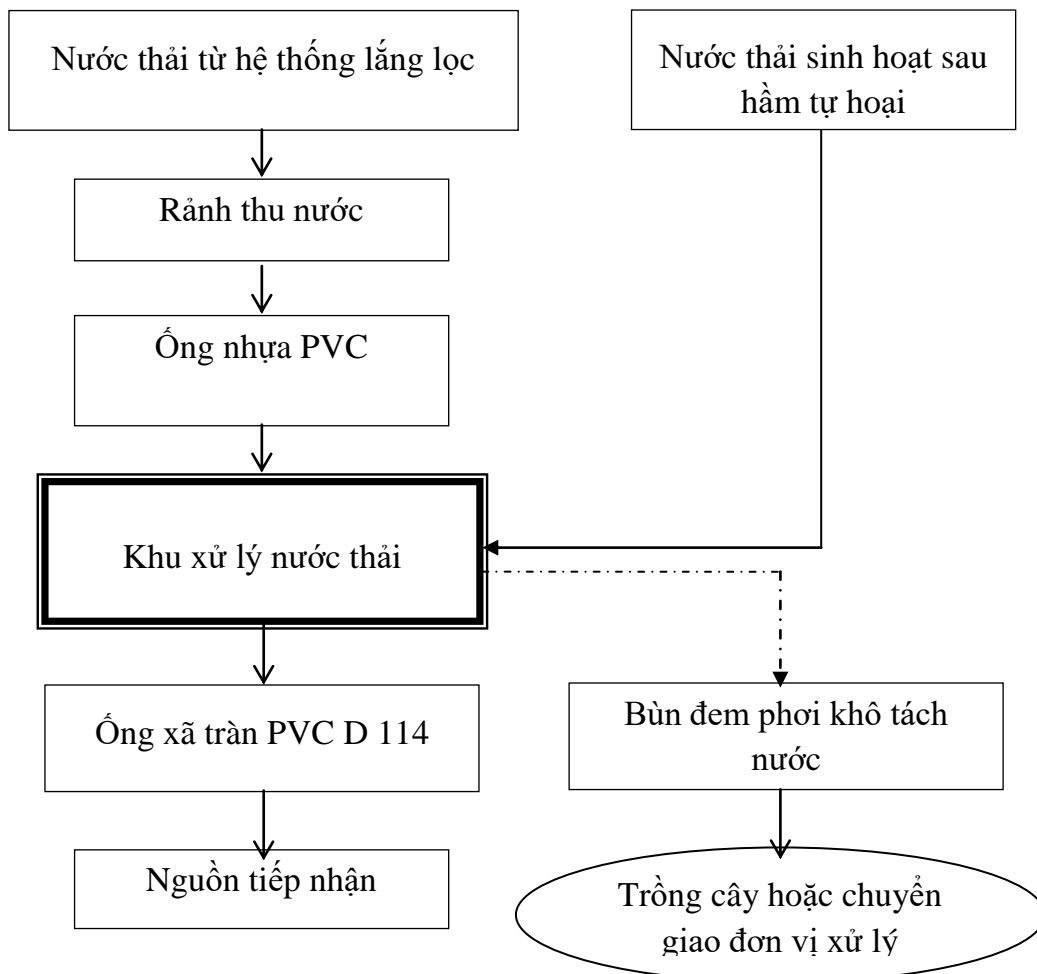 Nước thải từ hệ thống lắng lọc
Nước thải sinh hoạt sau
hầm tự hoại
Rảnh thu nước
Ống nhựa PVC
Khu xử lý nước thải
Ống xã tràn PVC D 114
Bùn đem phơi khô tách
nước
Nguồn tiếp nhận
Trồng cây hoặc chuyển
giao đơn vị xử lý